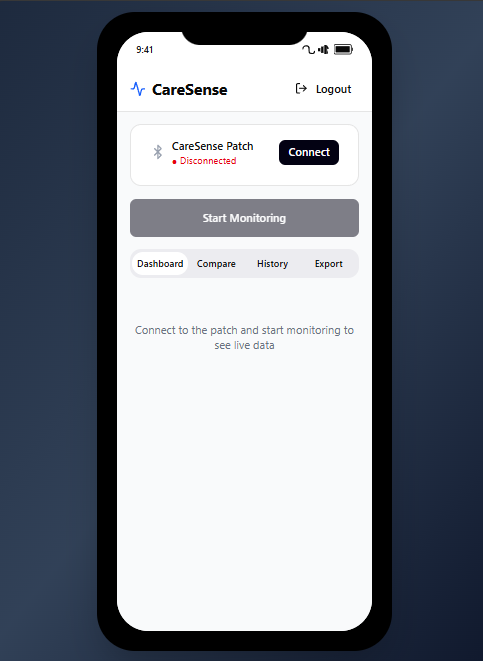 9:41
CareSense
Logout
CareSense Patch
● Disconnected
Connect
Start Monitoring
Dashboard Compare History Export
Connect to the patch and start monitoring to
see live data